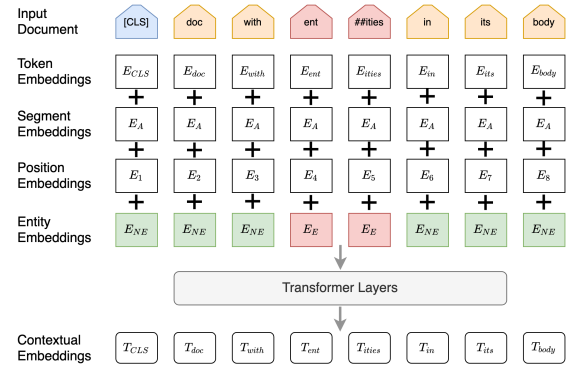 Input Document [CLS] doc with ent ##ities in its body
Token Embeddings E_CLS E_doc E_with E_ent E_ities E_in E_its E_body
+ + + + + + + +
Segment Embeddings E_A E_A E_A E_A E_A E_A E_A E_A
+ + + + + + + +
Position Embeddings E_1 E_2 E_3 E_4 E_5 E_6 E_7 E_8
+ + + + + + + +
Entity Embeddings E_NE E_NE E_NE E_E E_E E_NE E_NE E_NE
Transformer Layers
Contextual Embeddings T_CLS T_doc T_with T_ent T_ities T_in T_its T_body